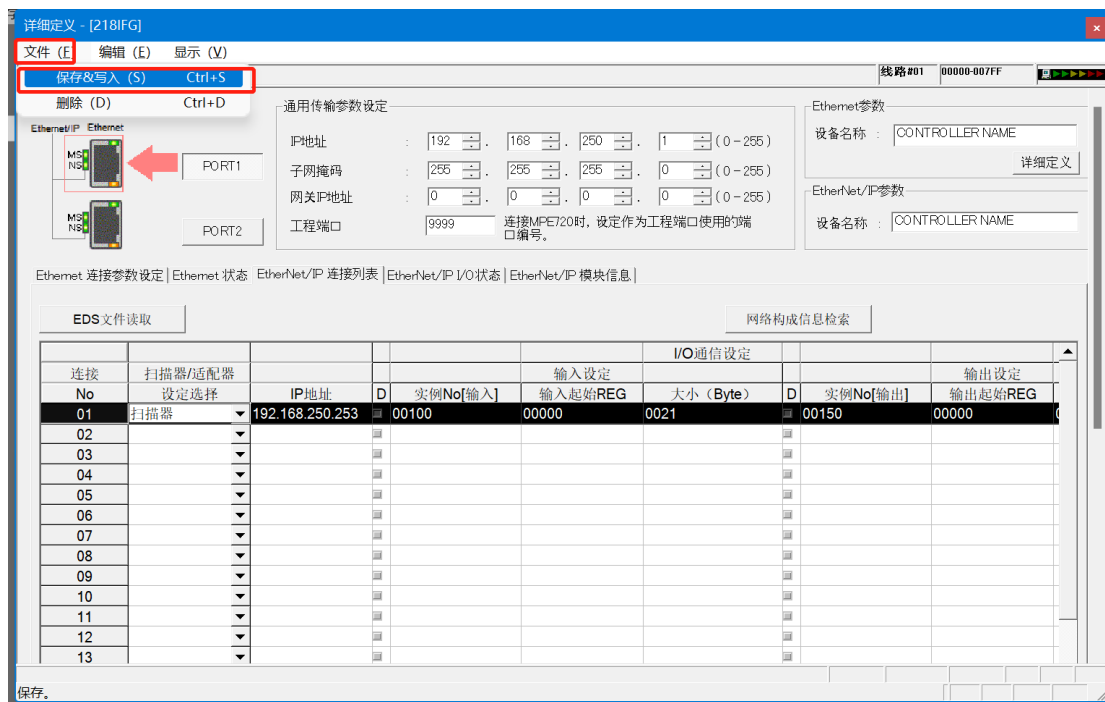 详细定义 - [218IFG]
文件 (F) 编辑 (E) 显示 (V)
保存&写入 (S) Ctrl+S
线路#01 00000-007FF
删除 (D) Ctrl+D
Ethernet/IP Ethernet
MS
NS
PORT1
MS
NS
PORT2
通用传输参数设定
IP地址 : 192 . 168 . 250 . 1 (0-255)
子网掩码 : 255 . 255 . 255 . 0 (0-255)
网关IP地址 : 0 . 0 . 0 . 0 (0-255)
工程端口 9999 连接MPE720时, 设定作为工程端口使用的端
口编号。
Ethernet参数
设备名称 : CONTROLLER NAME
详细定义
EtherNet/IP参数
设备名称 : CONTROLLER NAME
Ethernet 连接参数设定 Ethernet 状态 EtherNet/IP 连接列表 EtherNet/IP I/O状态 EtherNet/IP 模块信息
EDS文件读取 网络构成信息检索
I/O通信设定
连接 扫描器/适配器 输入设定 输出设定
No 设定选择 IP地址 D 实例No[输入] 输入起始REG 大小（Byte） D 实例No[输出] 输出起始REG
01 扫描器 192.168.250.253 00100 00000 0021 00150 00000
02
03
04
05
06
07
08
09
10
11
12
13
保存。